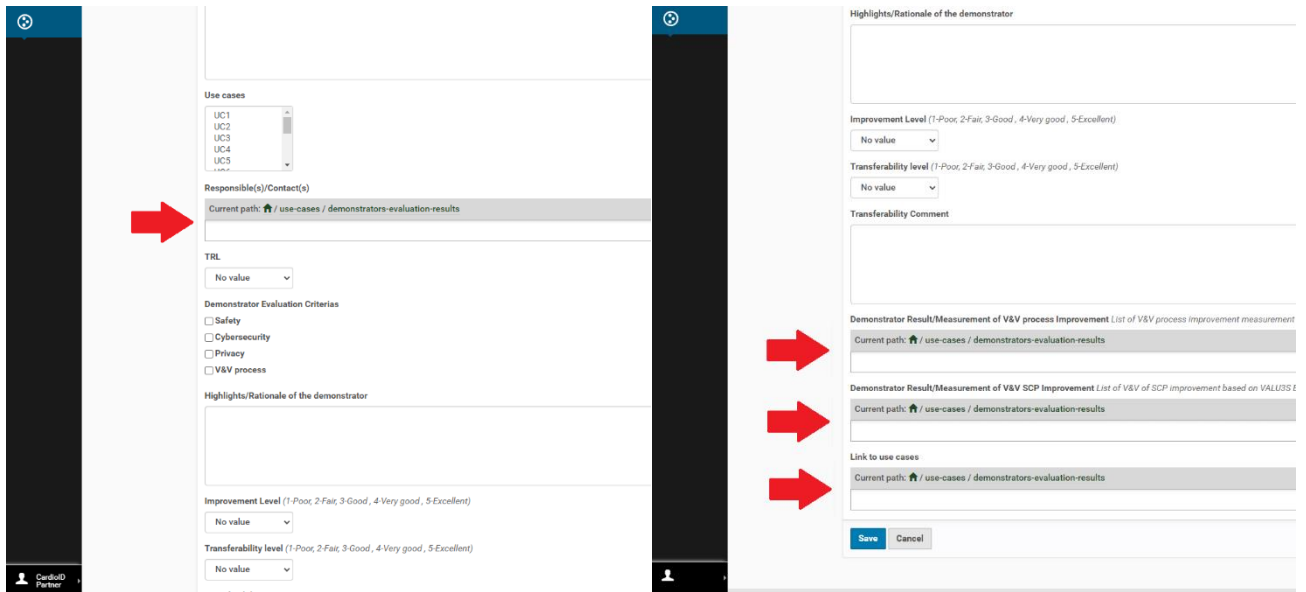 Use cases
UC1
UC2
UC3
UC4
UC5
Responsible(s)/Contact(s)
Current path: / use-cases / demonstrators-evaluation-results
TRL
No value
Demonstrator Evaluation Criterias
Safety
Cybersecurity
Privacy
V&V process
Highlights/Rationale of the demonstrator
Improvement Level (1-Poor, 2-Fair, 3-Good , 4-Very good , 5-Excellent)
No value
Transferability level (1-Poor, 2-Fair, 3-Good , 4-Very good , 5-Excellent)
No value
CardioID
Partner
Highlights/Rationale of the demonstrator
Improvement Level (1-Poor, 2-Fair, 3-Good , 4-Very good , 5-Excellent)
No value
Transferability level (1-Poor, 2-Fair, 3-Good , 4-Very good , 5-Excellent)
No value
Transferability Comment
Demonstrator Result/Measurement of V&V process Improvement List of V&V process improvement measurement
Current path: / use-cases / demonstrators-evaluation-results
Demonstrator Result/Measurement of V&V SCP Improvement List of V&V of SCP improvement based on VALU3S
Current path: / use-cases / demonstrators-evaluation-results
Link to use cases
Current path: / use-cases / demonstrators-evaluation-results
Save Cancel